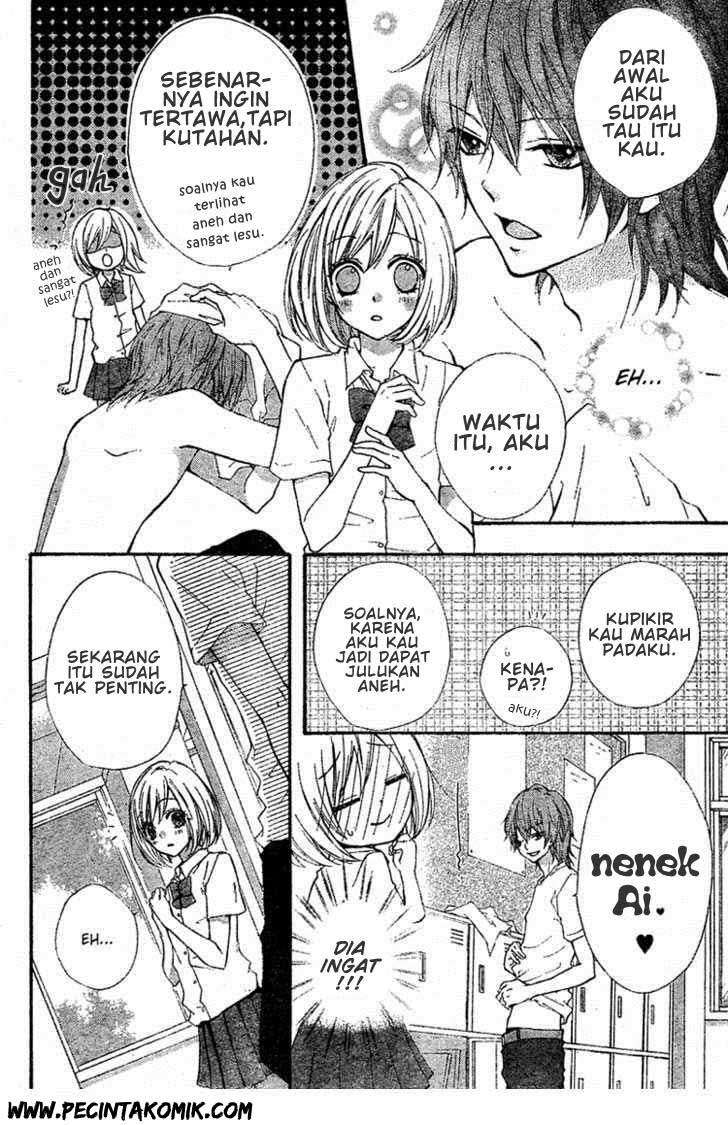 DARI
AWAL
AKU
SUDAH
TAU ITU
KAU.
EH...
WAKTU
ITU, AKU
...
SEBENAR-
NYA INGIN
TERTAWA,TAPI
KUTAHAN.
soalnya kau
terlihat
aneh dan
sangat lesu.
gah
aneh
dan
sangat
lesu?!
KUPIKIR
KAU MARAH
PADAKU.
KENA-
PA?!
aku?!
SOALNYA,
KARENA
AKU KAU
JADI DAPAT
JULUKAN
ANEH.
nenek
Ai.
♥
DIA
INGAT
!!!
SEKARANG
ITU SUDAH
TAK PENTING.
EH...
WWW.PECINTAKOMIK.COM